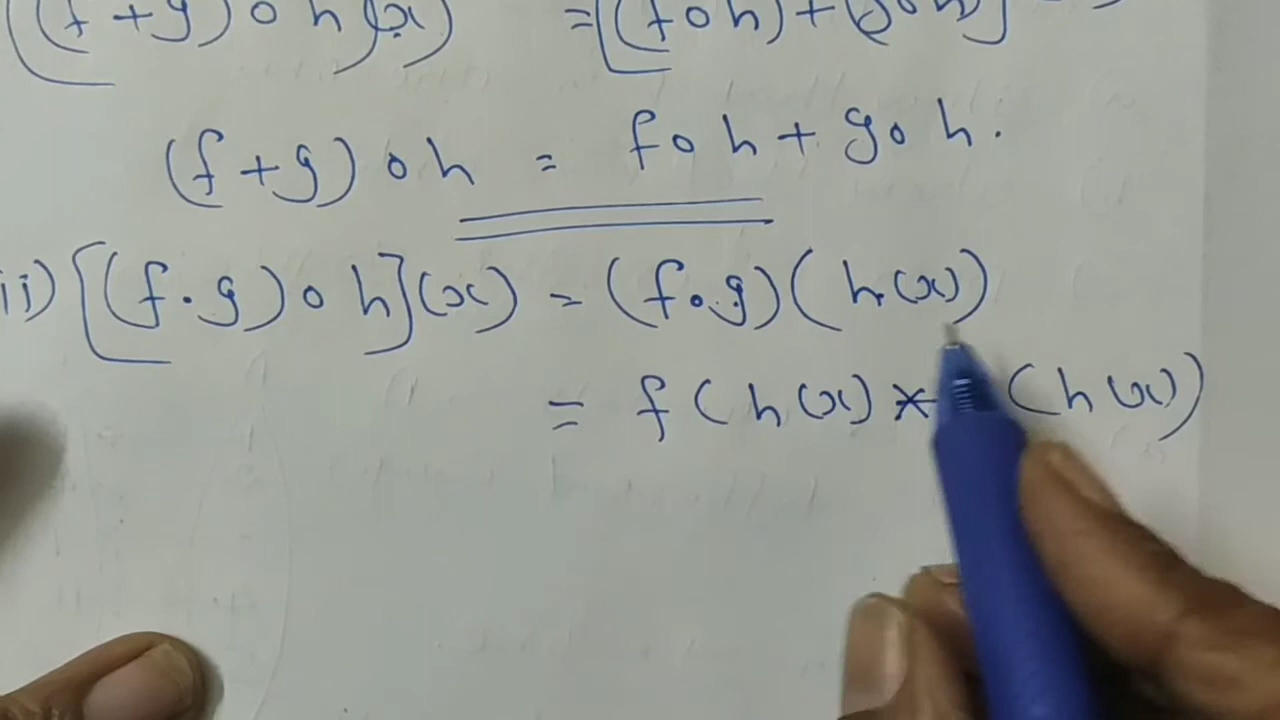 ((f+g)∘h(x) = [(f∘h)+(g∘h)]
(f+g)∘h = f∘h + g∘h.
ii) [(f·g)∘h](x) = (f∘g)(h(x))
= f(h(x) * (h(x))